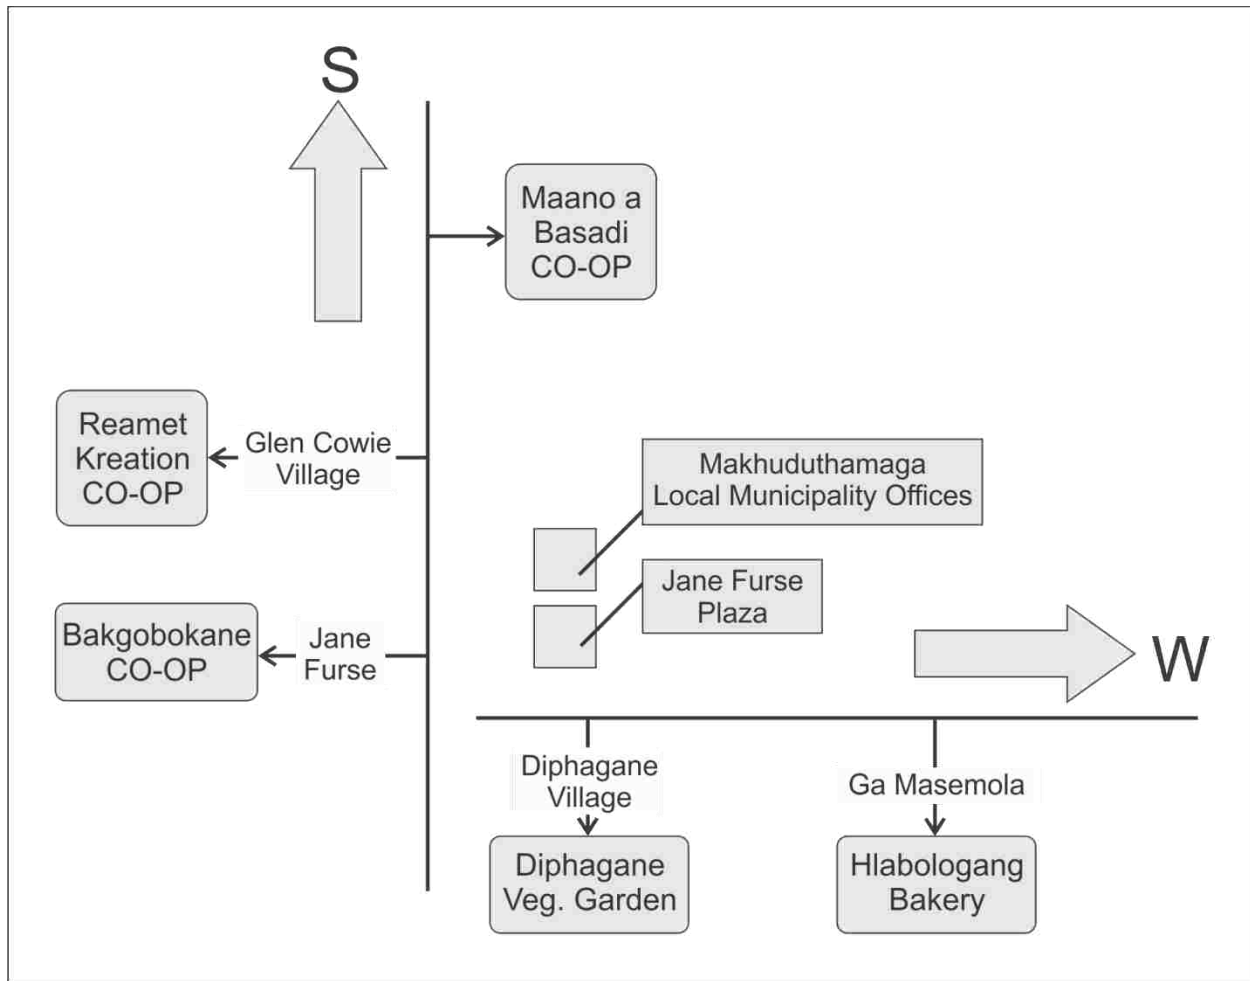 S
Maano a
Basadi
CO-OP
Reamet
Kreation
CO-OP
Glen Cowie
Village
Makhuduthamaga
Local Municipality Offices
Jane Furse
Plaza
Bakgobokane
CO-OP
Jane
Furse
W
Diphagane
Village
Ga Masemola
Diphagane
Veg. Garden
Hlabologang
Bakery